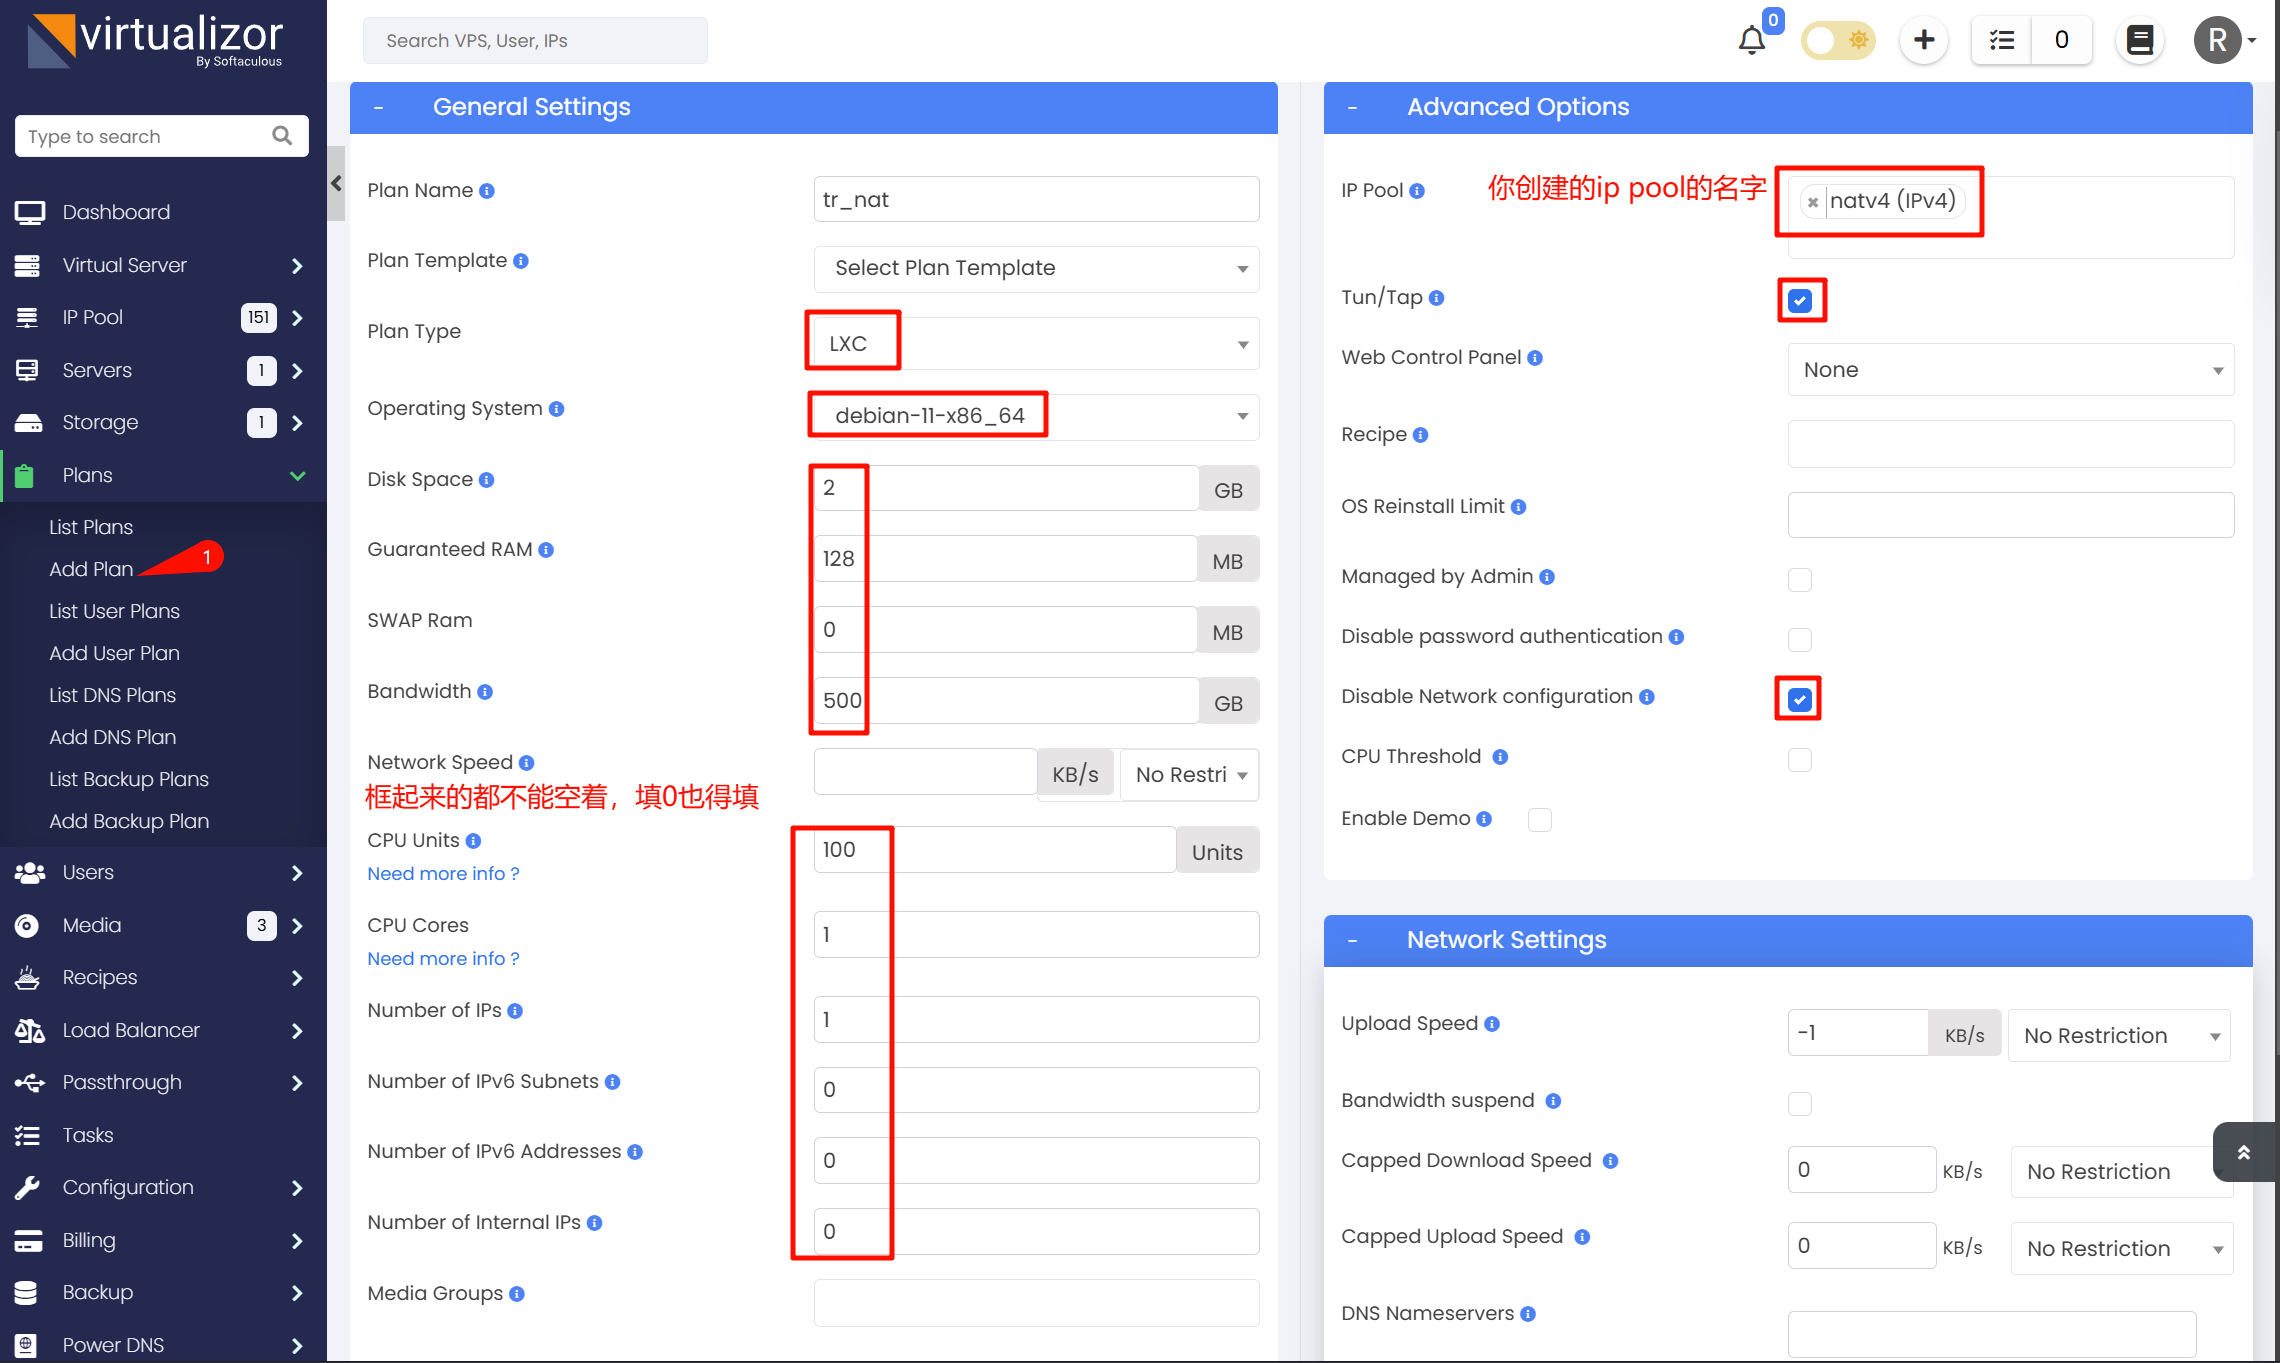 virtualizor
By Softaculous
Search VPS, User, IPs
0
0
R
Type to search
Dashboard
Virtual Server
IP Pool 151
Servers 1
Storage 1
Plans
List Plans
Add Plan 1
List User Plans
Add User Plan
List DNS Plans
Add DNS Plan
List Backup Plans
Add Backup Plan
Users
Media 3
Recipes
Load Balancer
Passthrough
Tasks
Configuration
Billing
Backup
Power DNS
- General Settings
Plan Name tr_nat
Plan Template Select Plan Template
Plan Type LXC
Operating System debian-11-x86_64
Disk Space 2 GB
Guaranteed RAM 128 MB
SWAP Ram 0 MB
Bandwidth 500 GB
Network Speed KB/s No Restri
框起来的都不能空着，填0也得填
CPU Units 100 Units
Need more info ?
CPU Cores 1
Need more info ?
Number of IPs 1
Number of IPv6 Subnets 0
Number of IPv6 Addresses 0
Number of Internal IPs 0
Media Groups
- Advanced Options
IP Pool 你创建的ip pool的名字 × natv4 (IPv4)
Tun/Tap
Web Control Panel None
Recipe
OS Reinstall Limit
Managed by Admin
Disable password authentication
Disable Network configuration
CPU Threshold
Enable Demo
- Network Settings
Upload Speed -1 KB/s No Restriction
Bandwidth suspend
Capped Download Speed 0 KB/s No Restriction
Capped Upload Speed 0 KB/s No Restriction
DNS Nameservers